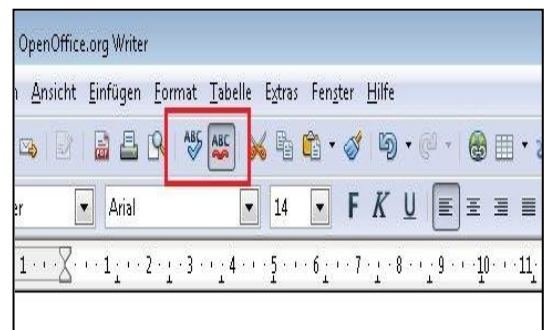 OpenOffice.org Writer
Ansicht Einfügen Format Tabelle Extras Fenster Hilfe
ABC ABC
Arial 14 F K U
1 1 2 3 4 5 6 7 8 9 10 11